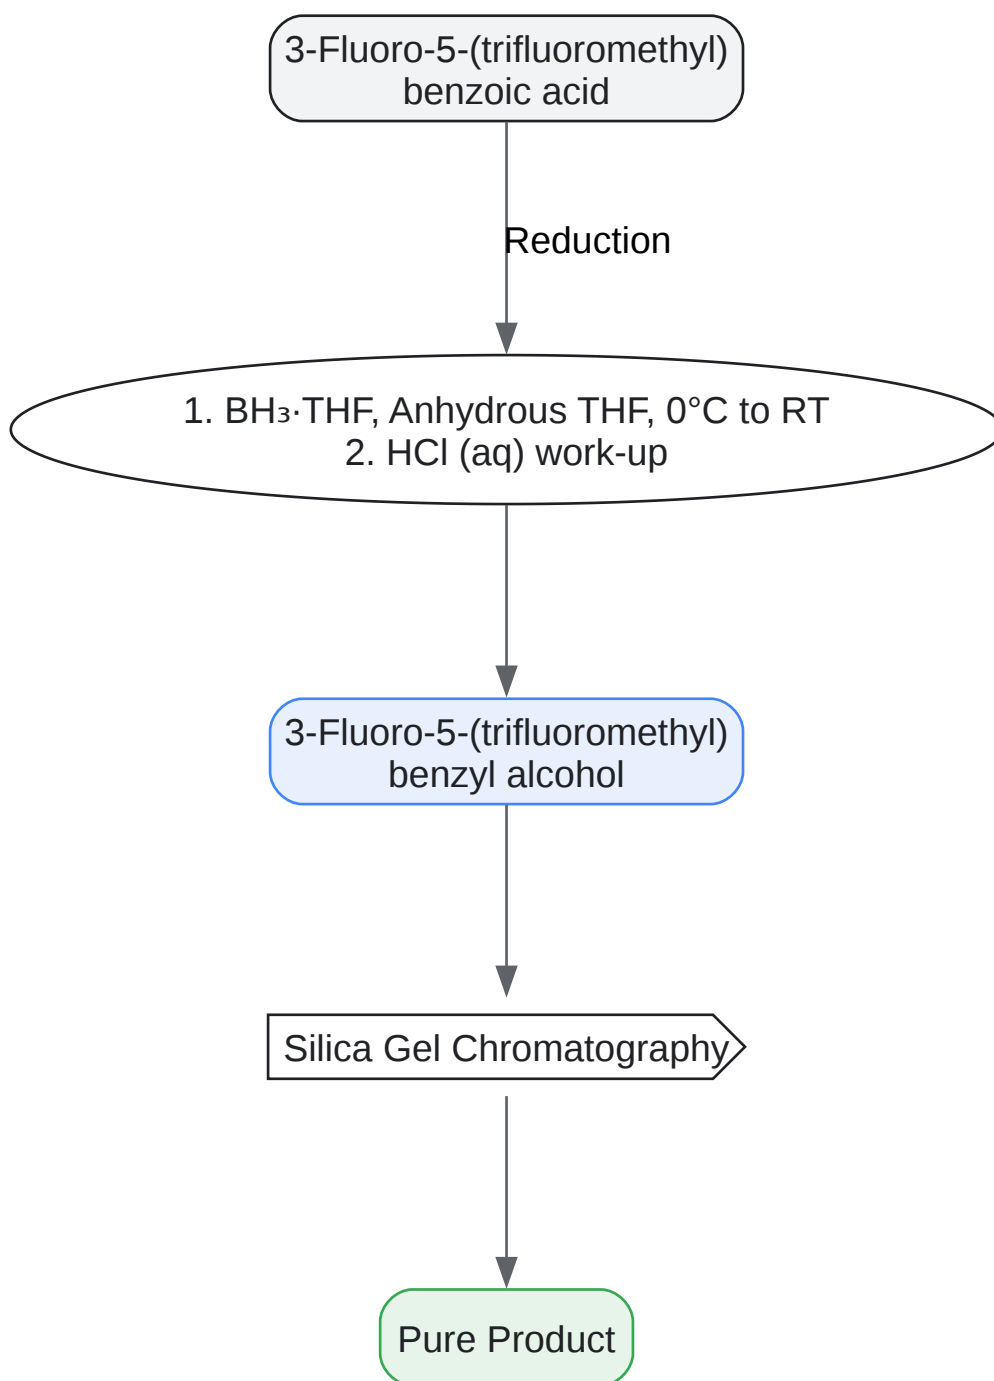 3-Fluoro-5-(trifluoromethyl)
benzoic acid
Reduction
1. BH₃·THF, Anhydrous THF, 0°C to RT
2. HCl (aq) work-up
3-Fluoro-5-(trifluoromethyl)
benzyl alcohol
Silica Gel Chromatography
Pure Product